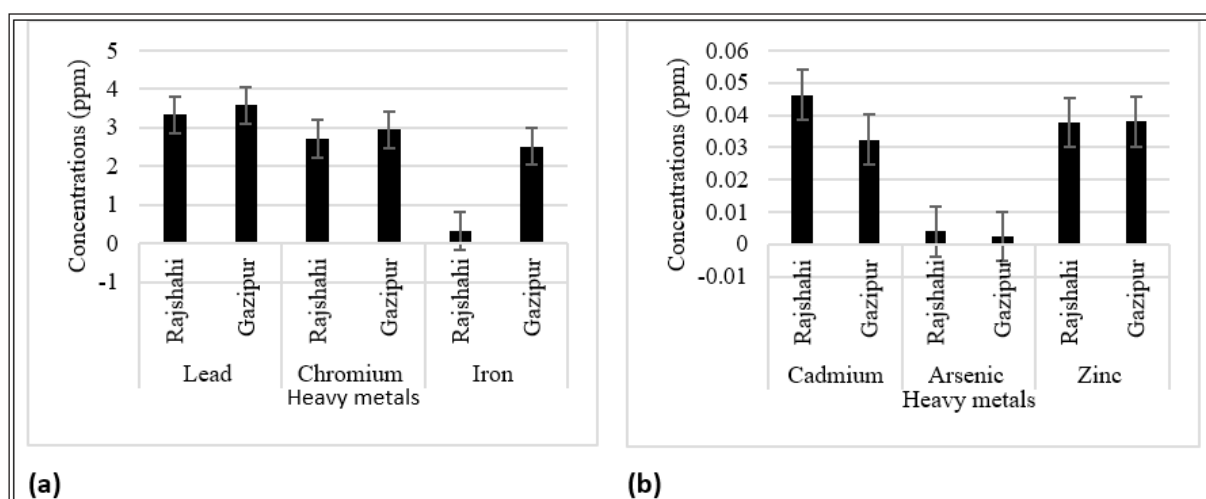 Concentrations (ppm)
5
4
3
2
1
0
-1
Rajshahi
Gazipur
Rajshahi
Gazipur
Rajshahi
Gazipur
Lead
Chromium
Iron
Heavy metals
(a)
Concentrations (ppm)
0.06
0.05
0.04
0.03
0.02
0.01
0
-0.01
Rajshahi
Gazipur
Rajshahi
Gazipur
Rajshahi
Gazipur
Cadmium
Arsenic
Zinc
Heavy metals
(b)